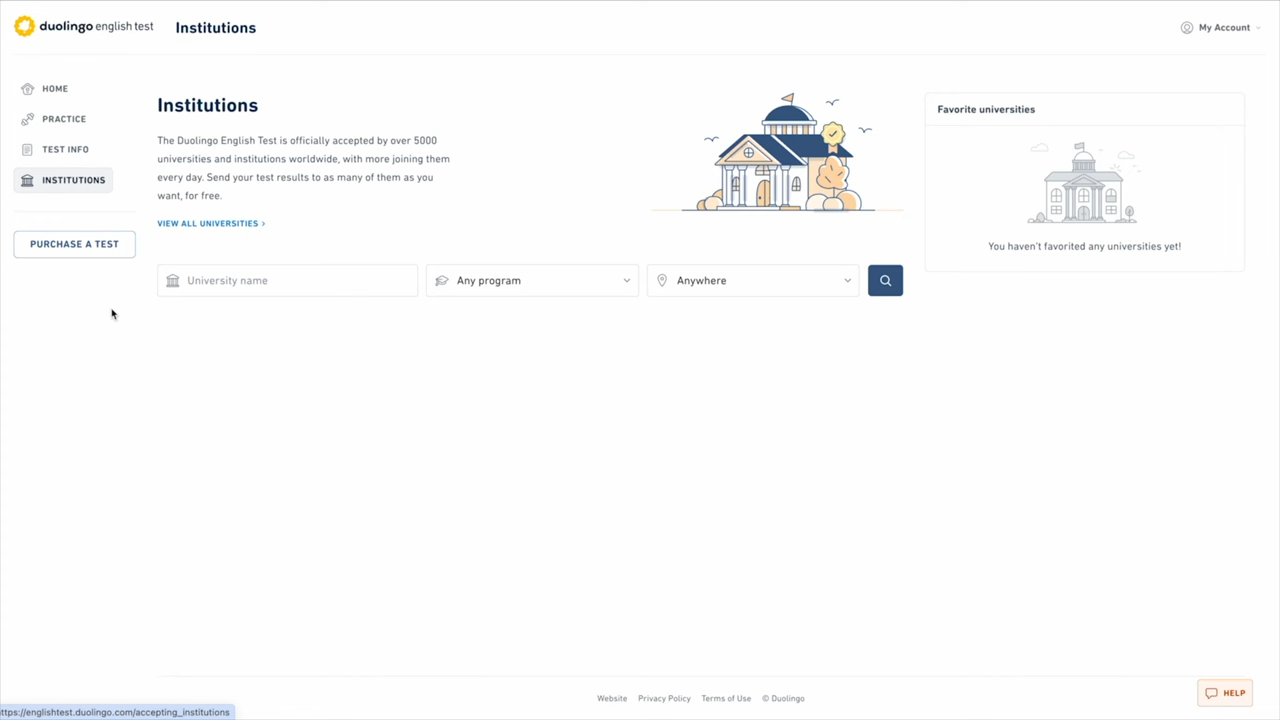 duolingo english test
Institutions
My Account
HOME
PRACTICE
TEST INFO
INSTITUTIONS
PURCHASE A TEST
Institutions
The Duolingo English Test is officially accepted by over 5000
universities and institutions worldwide, with more joining them
every day. Send your test results to as many of them as you
want, for free.
VIEW ALL UNIVERSITIES >
University name
Any program
Anywhere
Favorite universities
You haven't favorited any universities yet!
Website
Privacy Policy
Terms of Use
© Duolingo
HELP
ttps://englishtest.duolingo.com/accepting_institutions